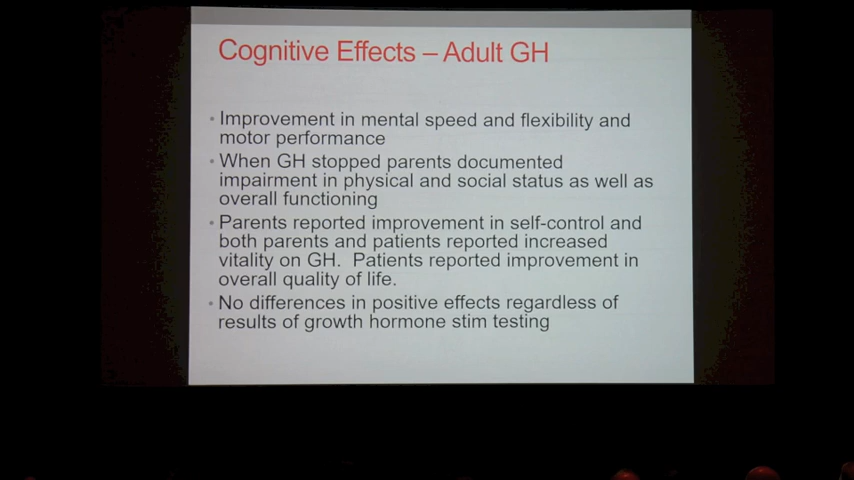 Cognitive Effects – Adult GH
• Improvement in mental speed and flexibility and
motor performance
• When GH stopped parents documented
impairment in physical and social status as well as
overall functioning
• Parents reported improvement in self-control and
both parents and patients reported increased
vitality on GH.  Patients reported improvement in
overall quality of life.
• No differences in positive effects regardless of
results of growth hormone stim testing